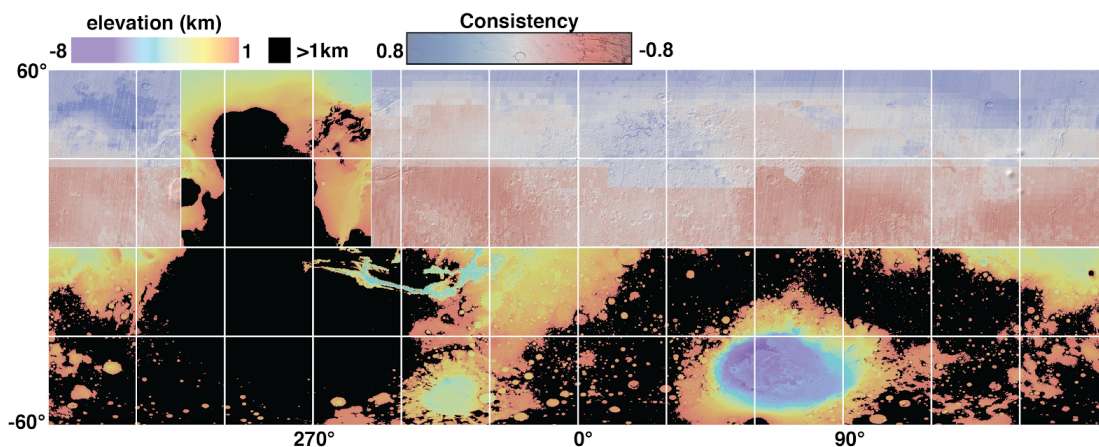 elevation (km)
Consistency
-8 1 >1km 0.8 -0.8
60°
-60°
270° 0° 90°